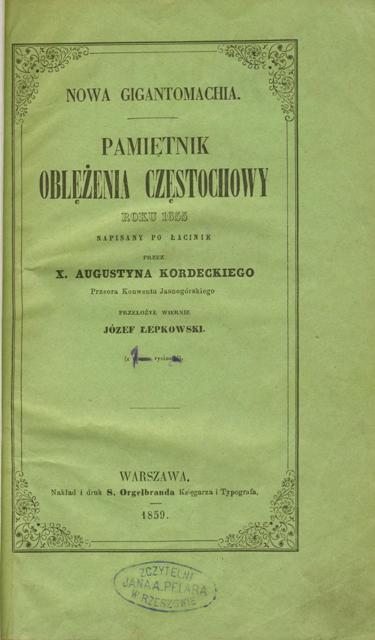 NOWA GIGANTOMACHIA.
PAMIĘTNIK
OBLĘŻENIA CZĘSTOCHOWY
ROKU 1655
NAPISANY PO ŁACINIE
PRZEZ
X. AUGUSTYNA KORDECKIEGO
Przeora Konwentu Jasnogórskiego
PRZEŁOŻYŁ WIERNIE
JÓZEF ŁEPKOWSKI.
(z
WARSZAWA.
Nakład i druk S. Orgelbranda Księgarza i Typografa.
1859.
Z CZYTELNI
JANA A. PELARA
W RZESZOWIE